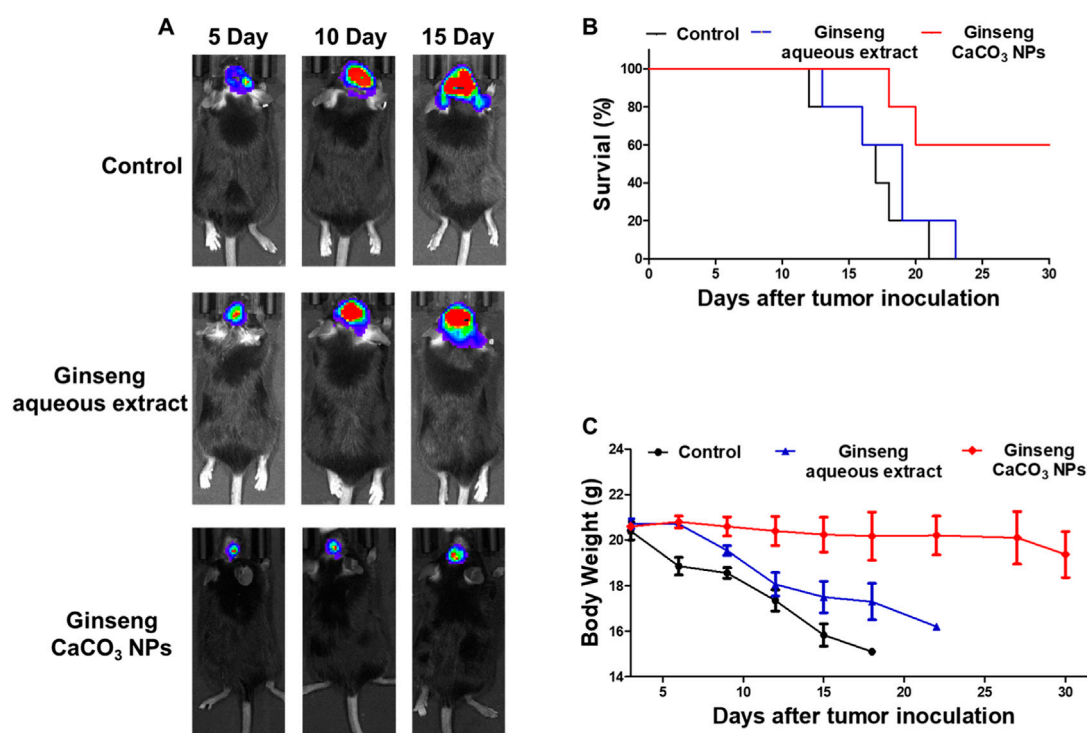 A
5 Day
10 Day
15 Day
Control
Ginseng
aqueous extract
Ginseng
CaCO₃ NPs
B
Control
Ginseng
aqueous extract
Ginseng
CaCO₃ NPs
100
80
60
40
20
0
Survial (%)
0
5
10
15
20
25
30
Days after tumor inoculation
C
Control
Ginseng
aqueous extract
Ginseng
CaCO₃ NPs
24
22
20
18
16
14
Body Weight (g)
5
10
15
20
25
30
Days after tumor inoculation